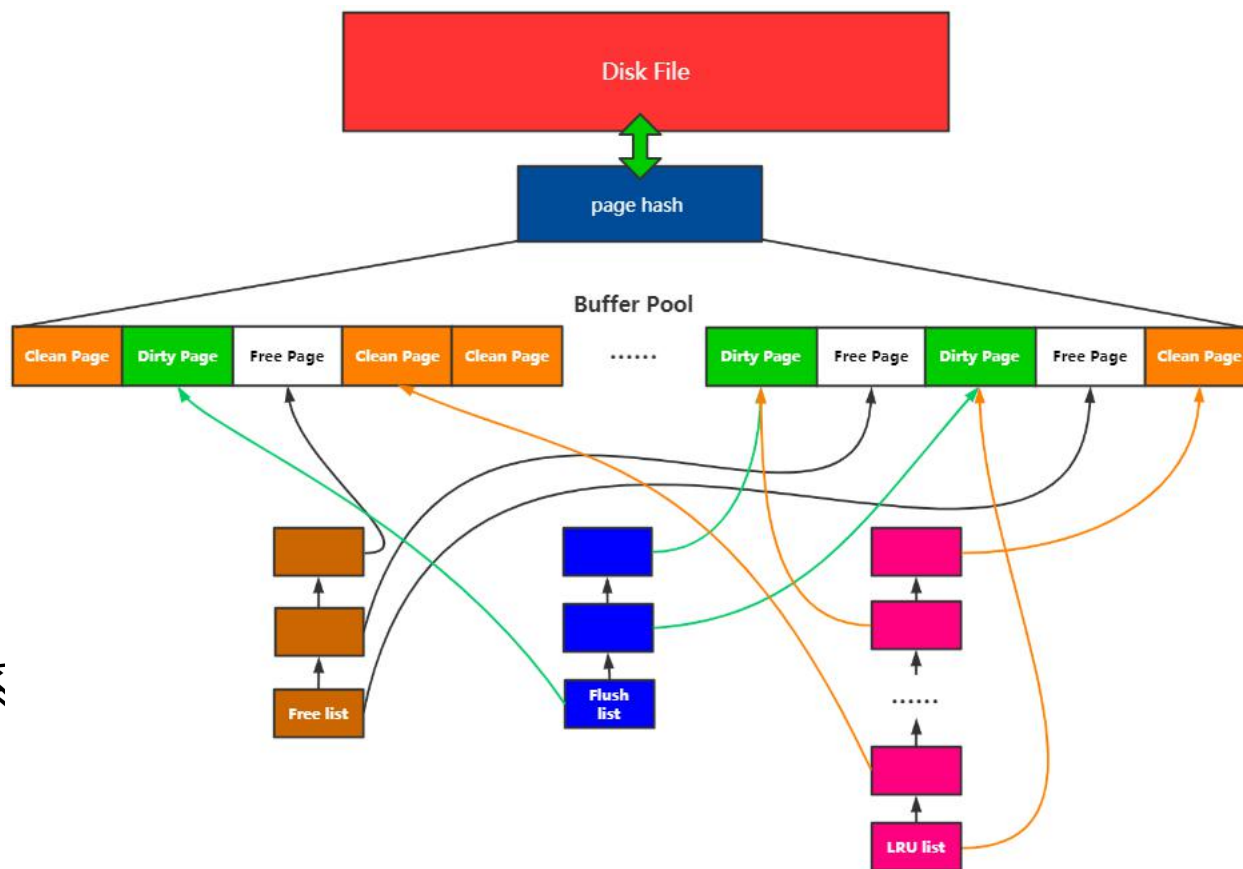 Disk File
page hash
Buffer Pool
Clean Page
Dirty Page
Free Page
Clean Page
Clean Page
......
Dirty Page
Free Page
Dirty Page
Free Page
Clean Page
Free list
Flush
list
......
LRU list